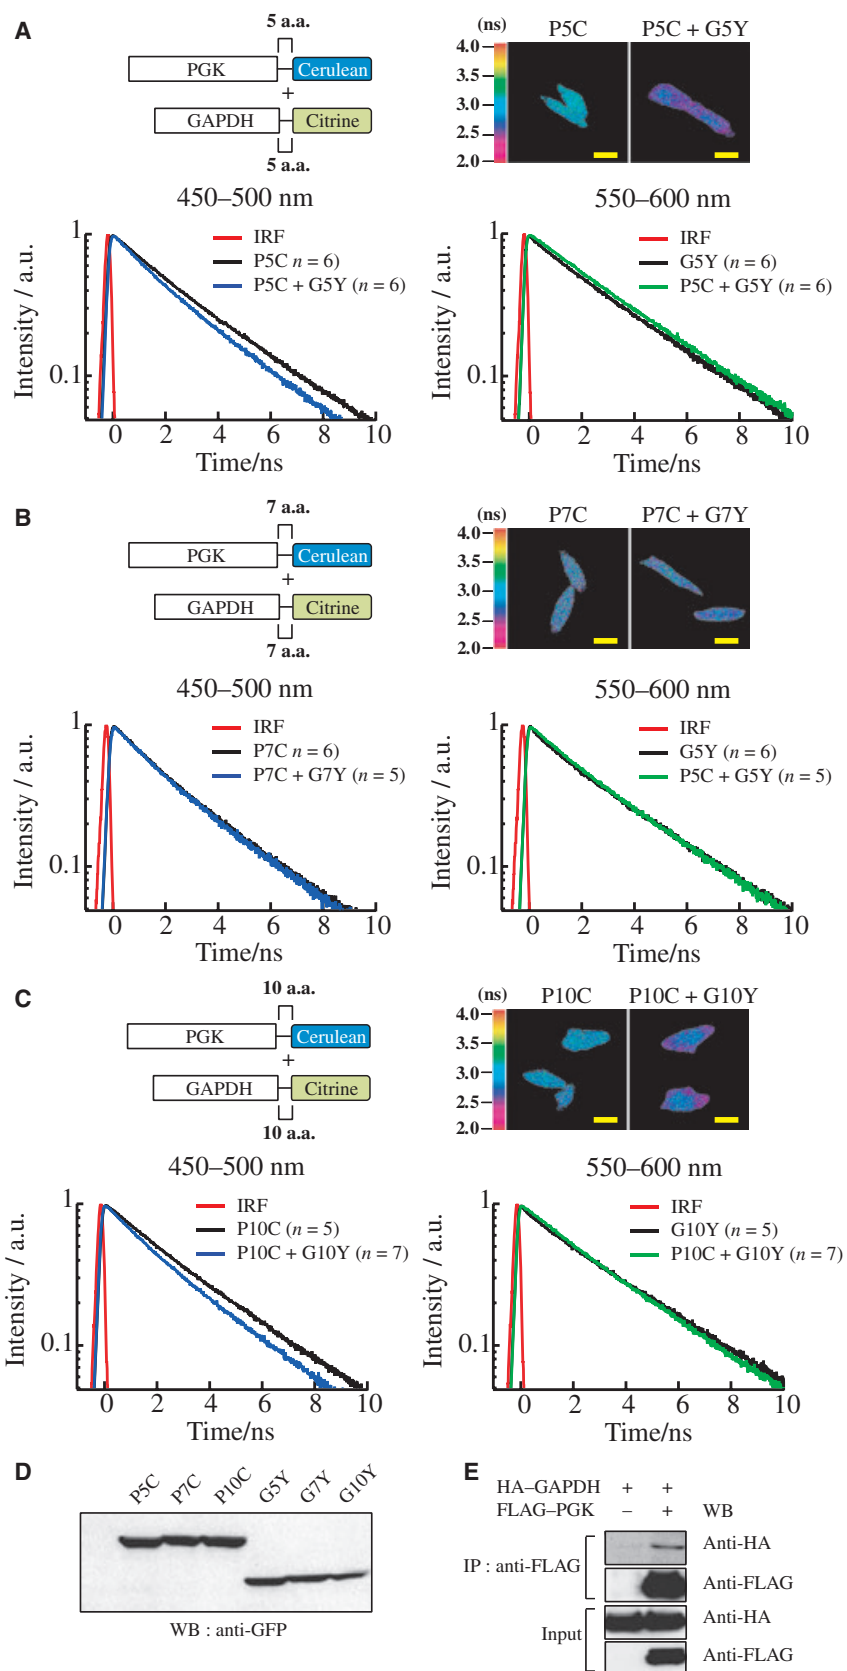 A
5 a.a.
PGK
Cerulean
+
GAPDH
Citrine
5 a.a.
(ns)
P5C
P5C + G5Y
4.0
3.5
3.0
2.5
2.0
450–500 nm
Intensity / a.u.
1
0.1
IRF
P5C n = 6)
P5C + G5Y (n = 6)
0 2 4 6 8 10
Time/ns
550–600 nm
Intensity / a.u.
1
0.1
IRF
G5Y (n = 6)
P5C + G5Y (n = 6)
0 2 4 6 8 10
Time/ns
B
7 a.a.
PGK
Cerulean
+
GAPDH
Citrine
7 a.a.
(ns)
P7C
P7C + G7Y
4.0
3.5
3.0
2.5
2.0
450–500 nm
Intensity / a.u.
1
0.1
IRF
P7C n = 6)
P7C + G7Y (n = 5)
0 2 4 6 8 10
Time/ns
550–600 nm
Intensity / a.u.
1
0.1
IRF
G5Y (n = 6)
P5C + G5Y (n = 5)
0 2 4 6 8 10
Time/ns
C
10 a.a.
PGK
Cerulean
+
GAPDH
Citrine
10 a.a.
(ns)
P10C
P10C + G10Y
4.0
3.5
3.0
2.5
2.0
450–500 nm
Intensity / a.u.
1
0.1
IRF
P10C (n = 5)
P10C + G10Y (n = 7)
0 2 4 6 8 10
Time/ns
550–600 nm
Intensity / a.u.
1
0.1
IRF
G10Y (n = 5)
P10C + G10Y (n = 7)
0 2 4 6 8 10
Time/ns
D
P5C P7C P10C G5Y G7Y G10Y
WB : anti-GFP
E
HA–GAPDH + +
FLAG–PGK – + WB
IP : anti-FLAG
Anti-HA
Anti-FLAG
Input
Anti-HA
Anti-FLAG